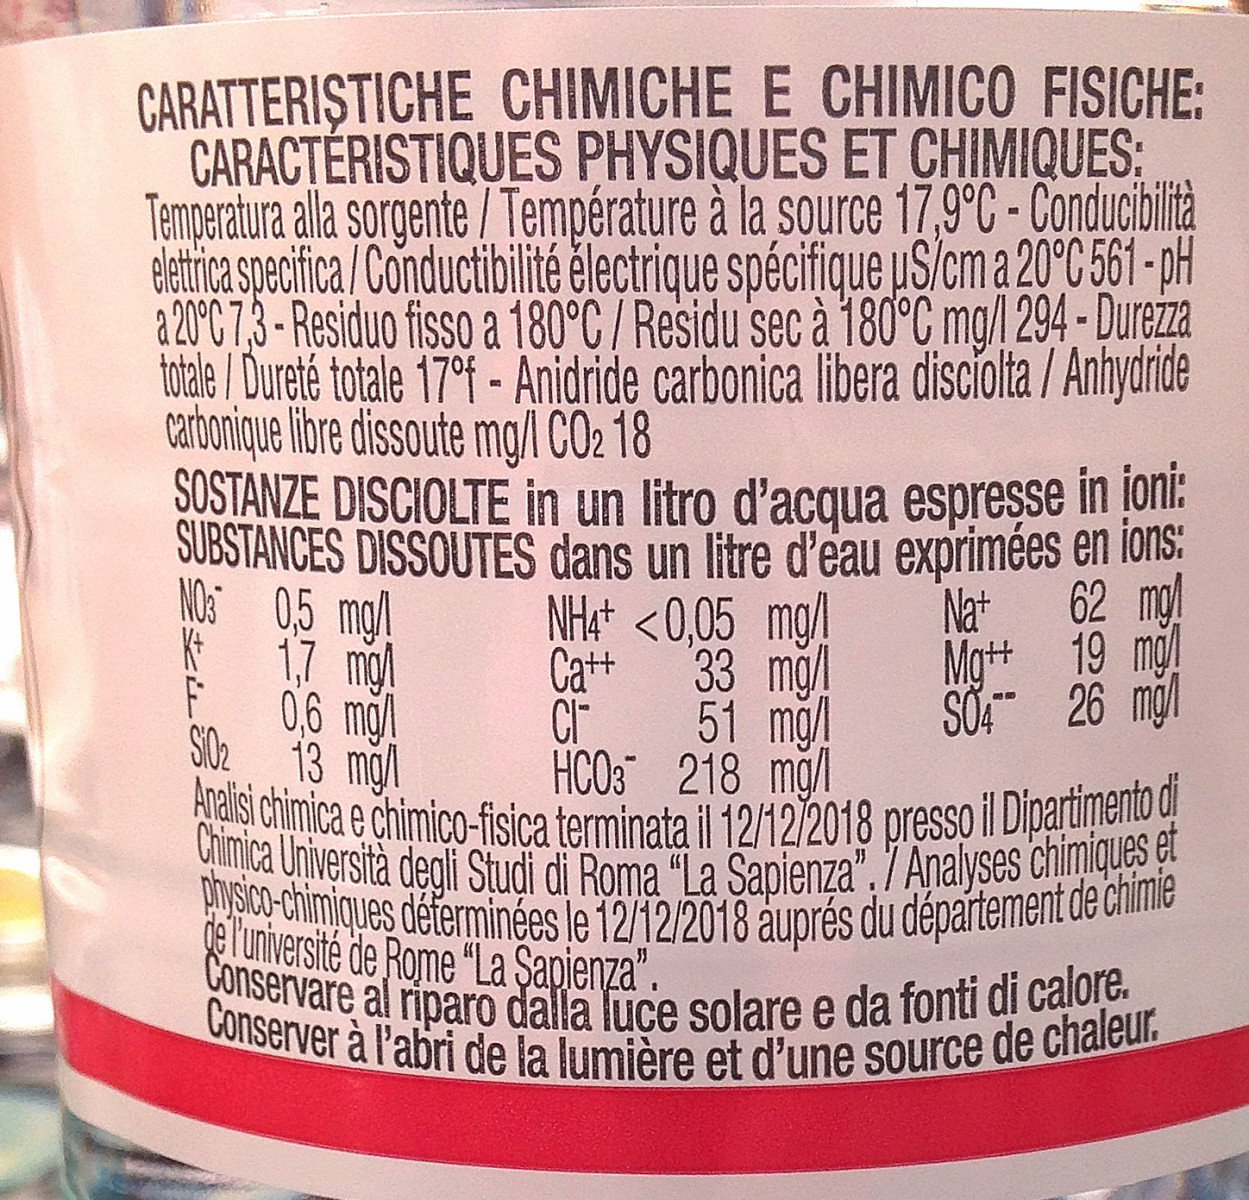 CARATTERISTICHE CHIMICHE E CHIMICO FISICHE:
CARACTÉRISTIQUES PHYSIQUES ET CHIMIQUES:
Temperatura alla sorgente / Température à la source 17,9°C - Conducibilità
elettrica specifica / Conductibilité électrique spécifique µS/cm a 20°C 561 - pH
a 20°C 7,3 - Residuo fisso a 180°C / Residu sec à 180°C mg/l 294 - Durezza
totale / Dureté totale 17°f - Anidride carbonica libera disciolta / Anhydride
carbonique libre dissoute mg/l CO2 18
SOSTANZE DISCIOLTE in un litro d'acqua espresse in ioni:
SUBSTANCES DISSOUTES dans un litre d'eau exprimées en ions:
NO3⁻ 0,5 mg/l NH4⁺ <0,05 mg/l Na⁺ 62 mg/l
K⁺ 1,7 mg/l Ca⁺⁺ 33 mg/l Mg⁺⁺ 19 mg/l
F⁻ 0,6 mg/l Cl⁻ 51 mg/l SO4⁻⁻ 26 mg/l
SiO2 13 mg/l HCO3⁻ 218 mg/l
Analisi chimica e chimico-fisica terminata il 12/12/2018 presso il Dipartimento di
Chimica Università degli Studi di Roma "La Sapienza". / Analyses chimiques et
physico-chimiques déterminées le 12/12/2018 auprés du département de chimie
de l'université de Rome "La Sapienza".
Conservare al riparo dalla luce solare e da fonti di calore.
Conserver à l'abri de la lumière et d'une source de chaleur.